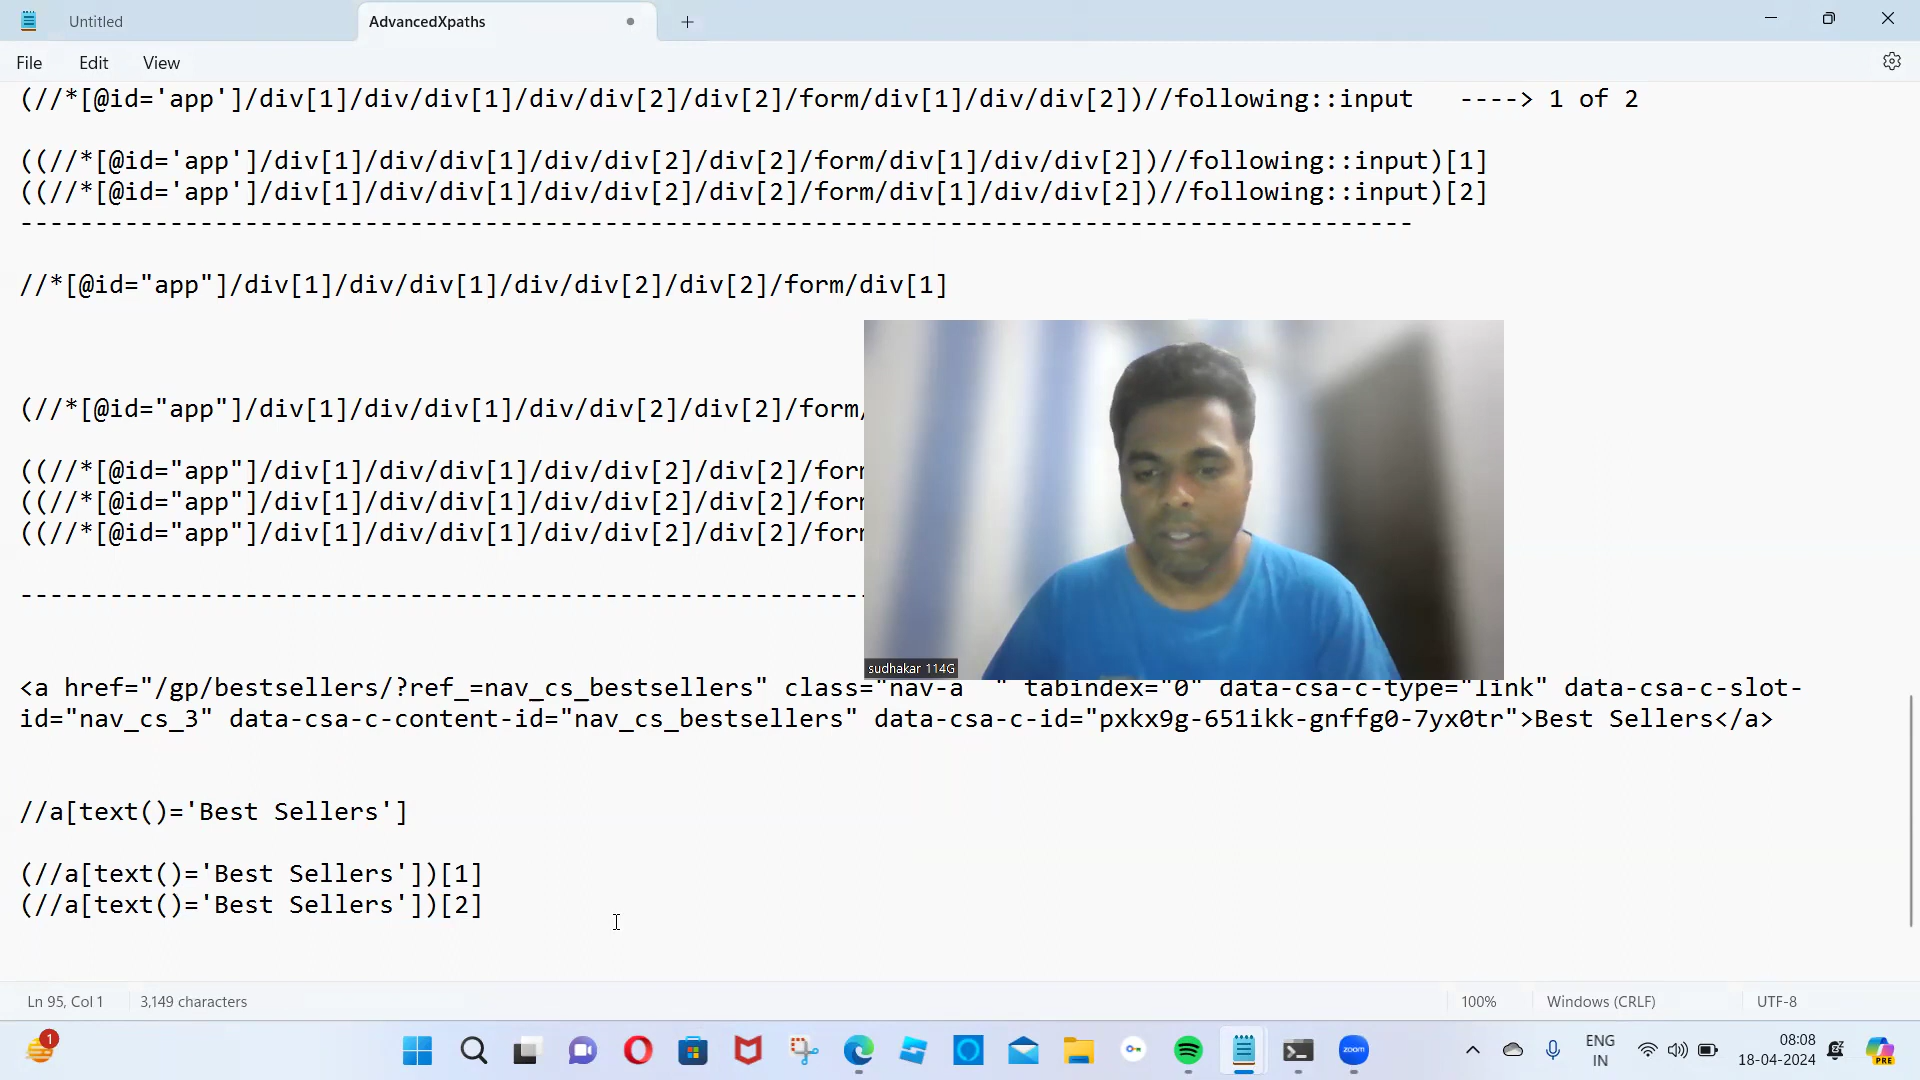 Untitled
AdvancedXpaths
File Edit View
(//*[@id='app']/div[1]/div/div[1]/div/div[2]/div[2]/form/div[1]/div/div[2])//following::input ----> 1 of 2
((//*[@id='app']/div[1]/div/div[1]/div/div[2]/div[2]/form/div[1]/div/div[2])//following::input)[1]
((//*[@id='app']/div[1]/div/div[1]/div/div[2]/div[2]/form/div[1]/div/div[2])//following::input)[2]
---------------------------------------------------------------------------------------------
//*[@id="app"]/div[1]/div/div[1]/div/div[2]/div[2]/form/div[1]
(//*[@id="app"]/div[1]/div/div[1]/div/div[2]/div[2]/form/
((//*[@id="app"]/div[1]/div/div[1]/div/div[2]/div[2]/for
((//*[@id="app"]/div[1]/div/div[1]/div/div[2]/div[2]/for
((//*[@id="app"]/div[1]/div/div[1]/div/div[2]/div[2]/for
---------------------------------------------------------
sudhakar 114G
<a href="/gp/bestsellers/?ref_=nav_cs_bestsellers" class="nav-a  " tabindex="0" data-csa-c-type="link" data-csa-c-slot-
id="nav_cs_3" data-csa-c-content-id="nav_cs_bestsellers" data-csa-c-id="pxkx9g-651ikk-gnffg0-7yx0tr">Best Sellers</a>
//a[text()='Best Sellers']
(//a[text()='Best Sellers'])[1]
(//a[text()='Best Sellers'])[2]
Ln 95, Col 1 3,149 characters 100% Windows (CRLF) UTF-8
1
zoom
ENG
IN
08:08
18-04-2024
PRE